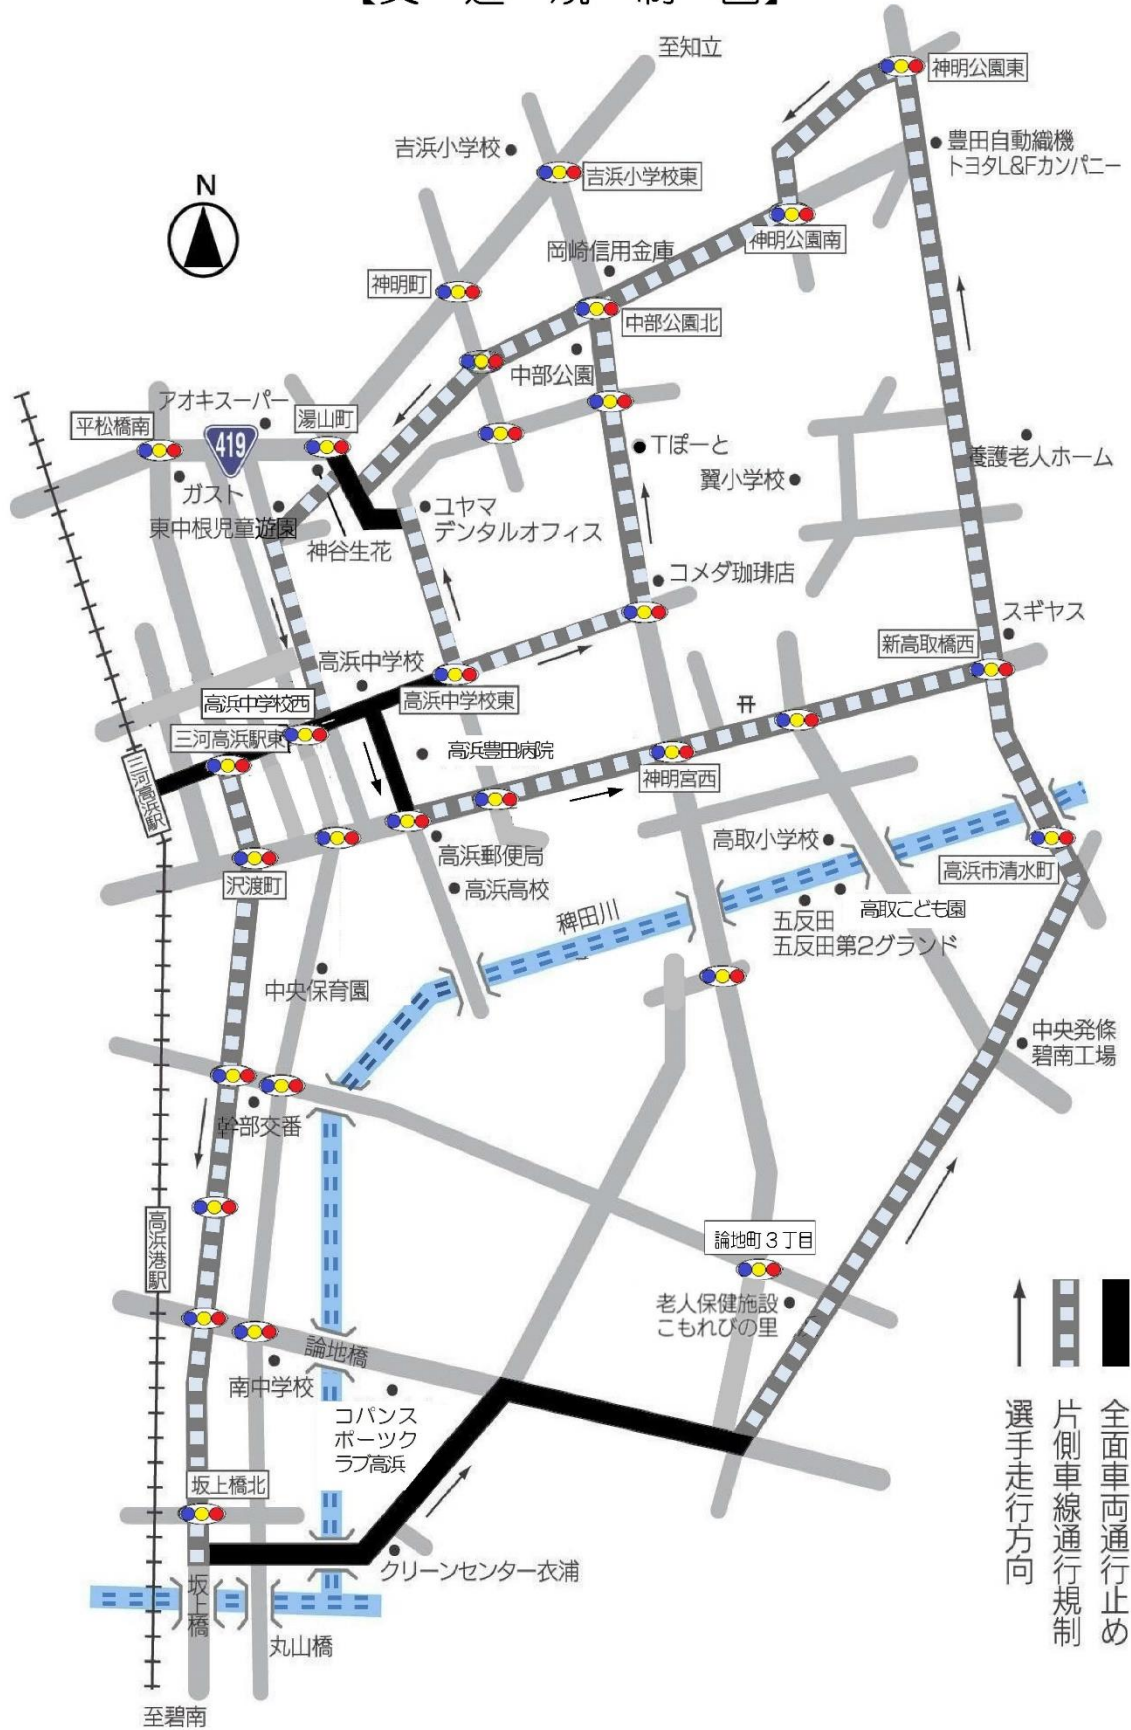 【交 通 規 制 図】
至知立
神明公園東
吉浜小学校
豊田自動織機
トヨタL&Fカンパニー
吉浜小学校東
N
神明公園南
岡崎信用金庫
神明町
中部公園北
中部公園
アオキスーパー
湯山町
平松橋南
419
Tぽーと
養護老人ホーム
翼小学校
ガスト
東中根児童遊園
ユヤマ
デンタルオフィス
神谷生花
コメダ珈琲店
スギヤス
新高取橋西
高浜中学校
高浜中学校東
高浜中学校西
三河高浜駅東
三河高浜駅
高浜豊田病院
神明宮西
高浜郵便局
高浜高校
沢渡町
高取小学校
高浜市清水町
高取こども園
五反田
五反田第2グランド
稗田川
中央保育園
中央発條
碧南工場
幹部交番
高浜港駅
論地町3丁目
老人保健施設
こもれびの里
論地橋
南中学校
コパンス
ポーツク
ラブ高浜
坂上橋北
クリーンセンター衣浦
坂上橋
丸山橋
至碧南
全面車両通行止め
片側車線通行規制
選手走行方向